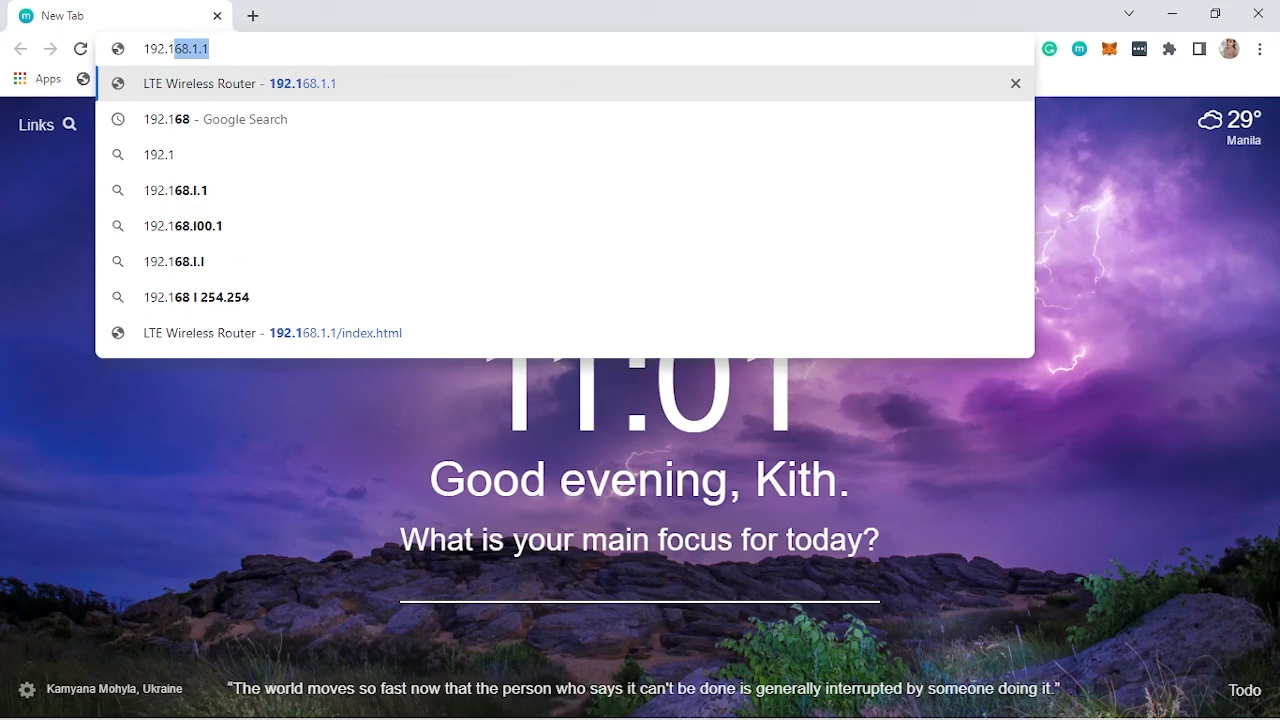 New Tab
192.168.1.1
Apps
LTE Wireless Router - 192.168.1.1
192.168 - Google Search
192.1
192.168.l.1
192.168.l00.1
192.168.l.l
192.168 l 254.254
LTE Wireless Router - 192.168.1.1/index.html
Links
29°
Manila
11:01
Good evening, Kith.
What is your main focus for today?
Kamyana Mohyla, Ukraine
“The world moves so fast now that the person who says it can't be done is generally interrupted by someone doing it.”
Todo